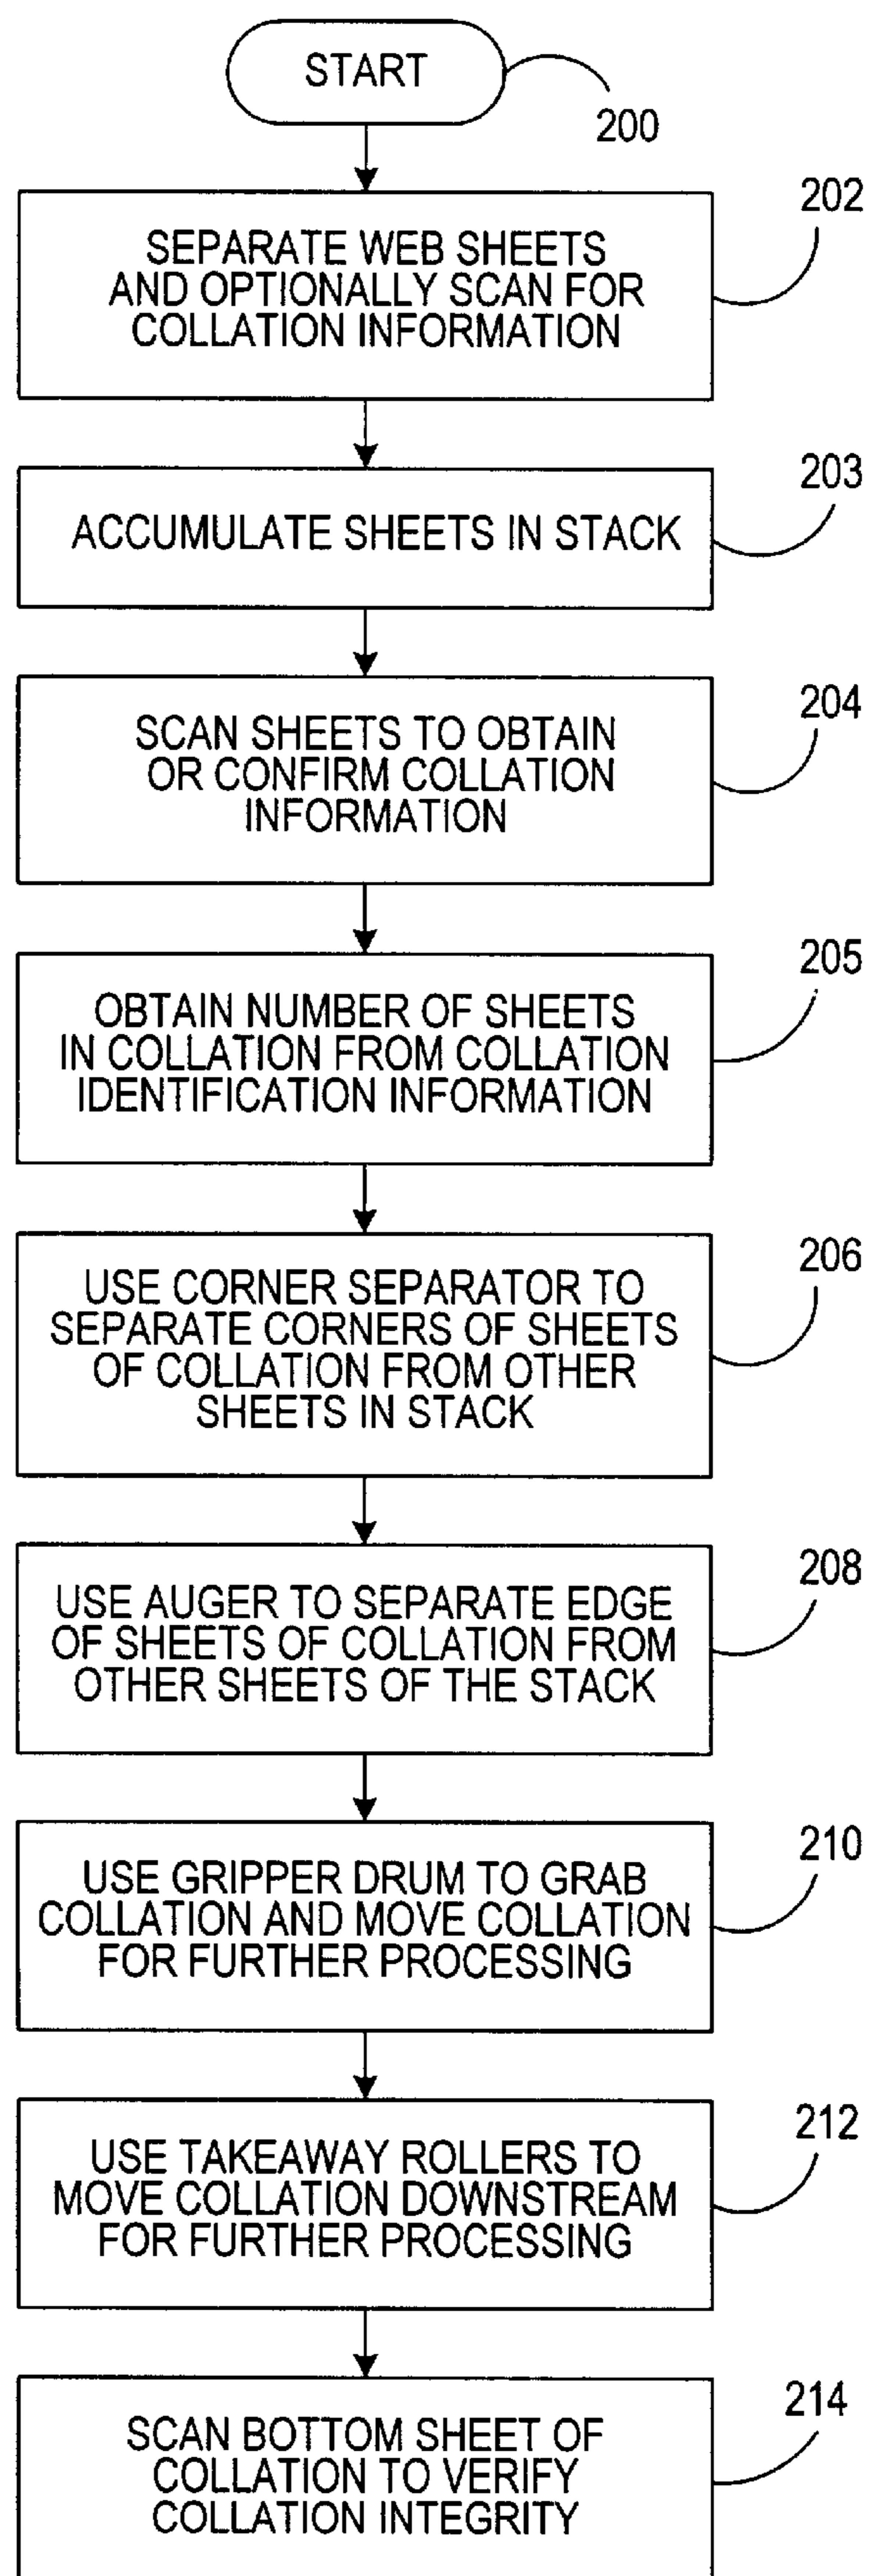 START
200
202
SEPARATE WEB SHEETS
AND OPTIONALLY SCAN FOR
COLLATION INFORMATION
203
ACCUMULATE SHEETS IN STACK
204
SCAN SHEETS TO OBTAIN
OR CONFIRM COLLATION
INFORMATION
205
OBTAIN NUMBER OF SHEETS
IN COLLATION FROM COLLATION
IDENTIFICATION INFORMATION
206
USE CORNER SEPARATOR TO
SEPARATE CORNERS OF SHEETS
OF COLLATION FROM OTHER
SHEETS IN STACK
208
USE AUGER TO SEPARATE EDGE
OF SHEETS OF COLLATION FROM
OTHER SHEETS OF THE STACK
210
USE GRIPPER DRUM TO GRAB
COLLATION AND MOVE COLLATION
FOR FURTHER PROCESSING
212
USE TAKEAWAY ROLLERS TO
MOVE COLLATION DOWNSTREAM
FOR FURTHER PROCESSING
214
SCAN BOTTOM SHEET OF
COLLATION TO VERIFY
COLLATION INTEGRITY